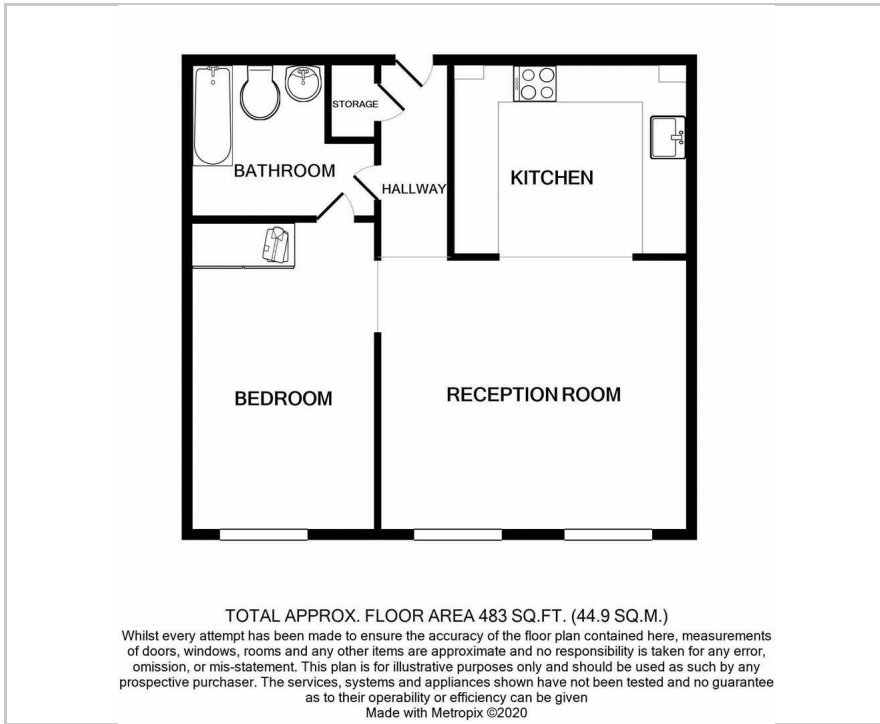 STORAGE
BATHROOM
HALLWAY
KITCHEN
BEDROOM
RECEPTION ROOM
TOTAL APPROX. FLOOR AREA 483 SQ.FT. (44.9 SQ.M.)
Whilst every attempt has been made to ensure the accuracy of the floor plan contained here, measurements
of doors, windows, rooms and any other items are approximate and no responsibility is taken for any error,
omission, or mis-statement. This plan is for illustrative purposes only and should be used as such by any
prospective purchaser. The services, systems and appliances shown have not been tested and no guarantee
as to their operability or efficiency can be given
Made with Metropix ©2020